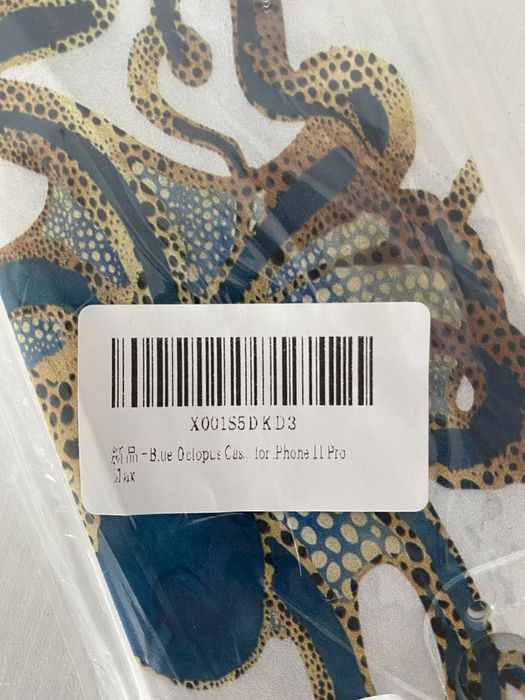 X001S5DKD3
新品 - Blue Octopus Cas... for iPhone 11 Pro
Max